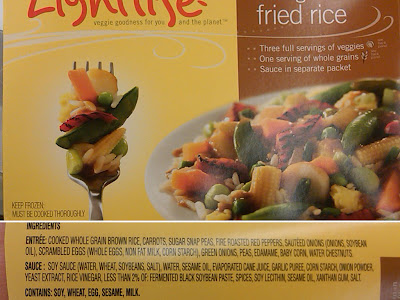 Lightlife
veggie goodness for you and the planet™
fried rice
• Three full servings of veggies
• One serving of whole grains
• Sauce in separate packet
KEEP FROZEN:
MUST BE COOKED THOROUGHLY
INGREDIENTS
ENTRÉE: COOKED WHOLE GRAIN BROWN RICE, CARROTS, SUGAR SNAP PEAS, FIRE ROASTED RED PEPPERS, SAUTEED ONIONS (ONIONS, SOYBEAN
OIL), SCRAMBLED EGGS (WHOLE EGGS, NON FAT MILK, CORN STARCH), GREEN ONIONS, PEAS, EDAMAME, BABY CORN, WATER CHESTNUTS.
SAUCE : SOY SAUCE (WATER, WHEAT, SOYBEANS, SALT), WATER, SESAME OIL, EVAPORATED CANE JUICE, GARLIC PUREE, CORN STARCH, ONION POWDER,
YEAST EXTRACT, RICE VINEGAR, LESS THAN 2% OF: FERMENTED BLACK SOYBEAN PASTE, SPICES, SOY LECITHIN, SESAME OIL, XANTHAN GUM, SALT.
CONTAINS: SOY, WHEAT, EGG, SESAME, MILK.